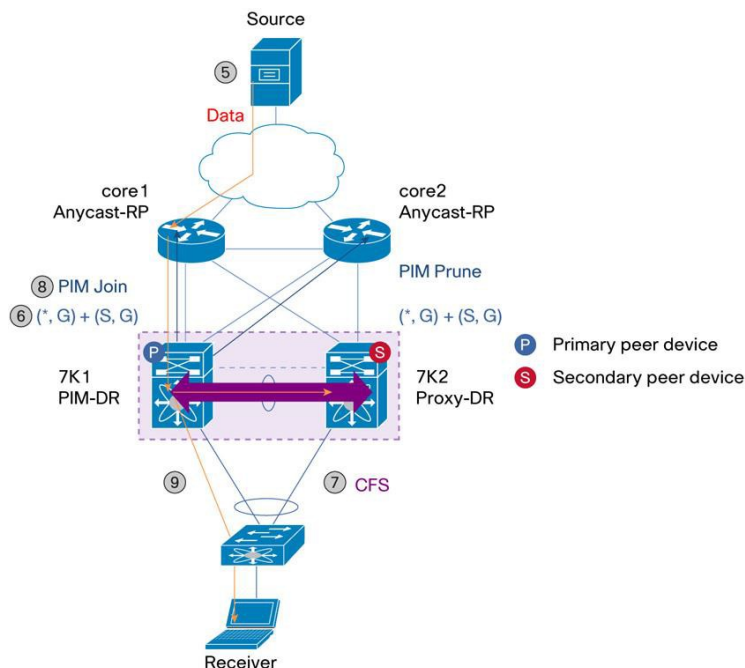 Source
5
Data
core1
Anycast-RP
core2
Anycast-RP
8 PIM Join
PIM Prune
6 (*, G) + (S, G)
(*, G) + (S, G)
P
S
7K1
PIM-DR
7K2
Proxy-DR
P Primary peer device
S Secondary peer device
9
7 CFS
Receiver